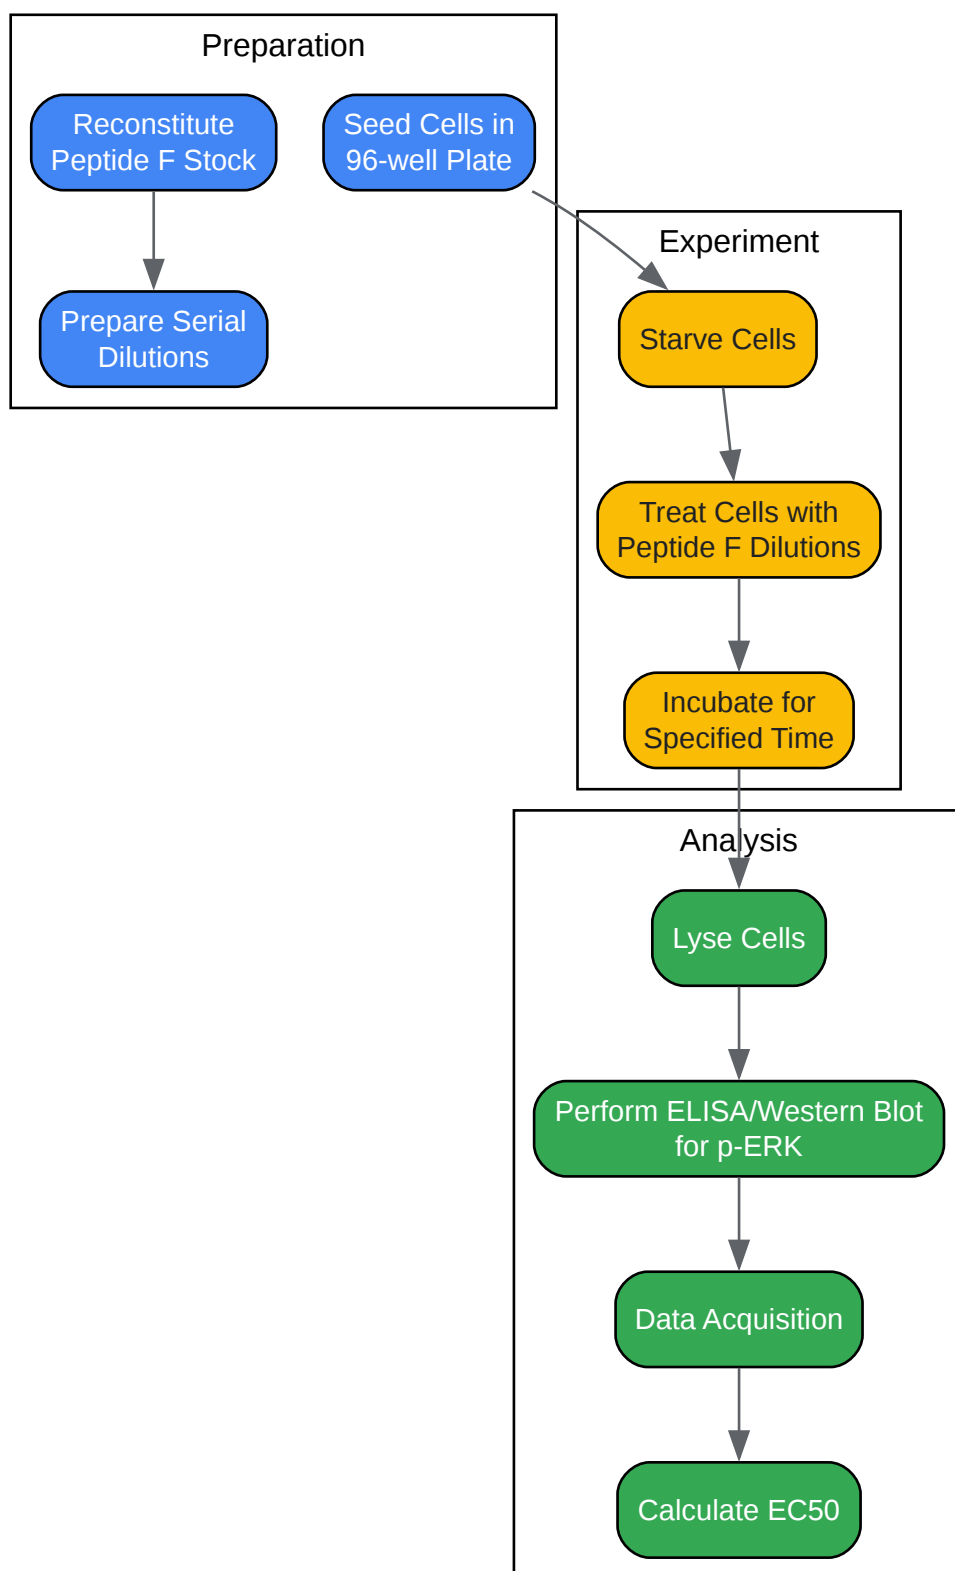 Preparation
Reconstitute
Peptide F Stock
Seed Cells in
96-well Plate
Prepare Serial
Dilutions
Experiment
Starve Cells
Treat Cells with
Peptide F Dilutions
Incubate for
Specified Time
Analysis
Lyse Cells
Perform ELISA/Western Blot
for p-ERK
Data Acquisition
Calculate EC50